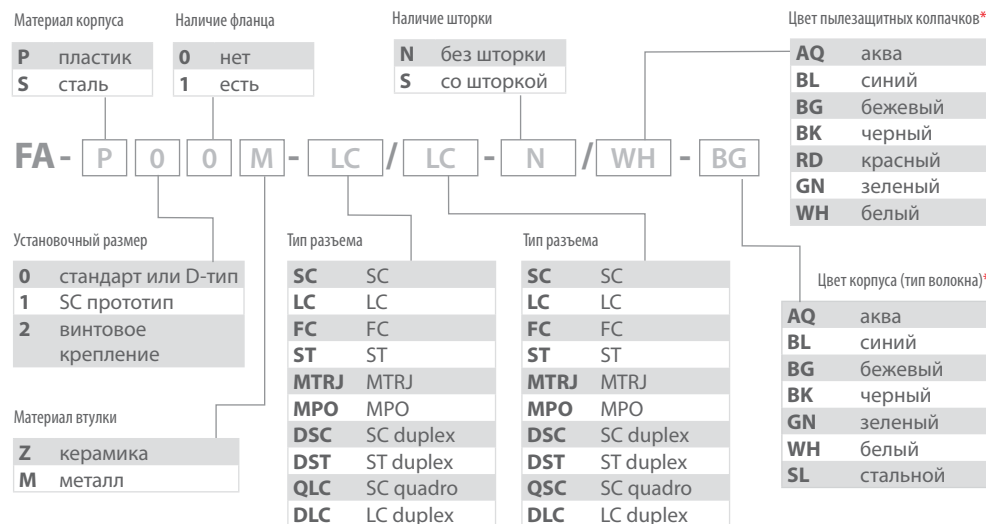 Материал корпуса
P пластик
S сталь
Наличие фланца
0 нет
1 есть
Наличие шторки
N без шторки
S со шторкой
Цвет пылезащитных колпачков*
AQ аква
BL синий
BG бежевый
BK черный
RD красный
GN зеленый
WH белый
FA - P 0 0 M - LC / LC - N / WH - BG
Установочный размер
0 стандарт или D-тип
1 SC прототип
2 винтовое
крепление
Материал втулки
Z керамика
M металл
Тип разъема
SC SC
LC LC
FC FC
ST ST
MTRJ MTRJ
MPO MPO
DSC SC duplex
DST ST duplex
QLC SC quadro
DLC LC duplex
Тип разъема
SC SC
LC LC
FC FC
ST ST
MTRJ MTRJ
MPO MPO
DSC SC duplex
DST ST duplex
QSC SC quadro
DLC LC duplex
Цвет корпуса (тип волокна)*
AQ аква
BL синий
BG бежевый
BK черный
GN зеленый
WH белый
SL стальной